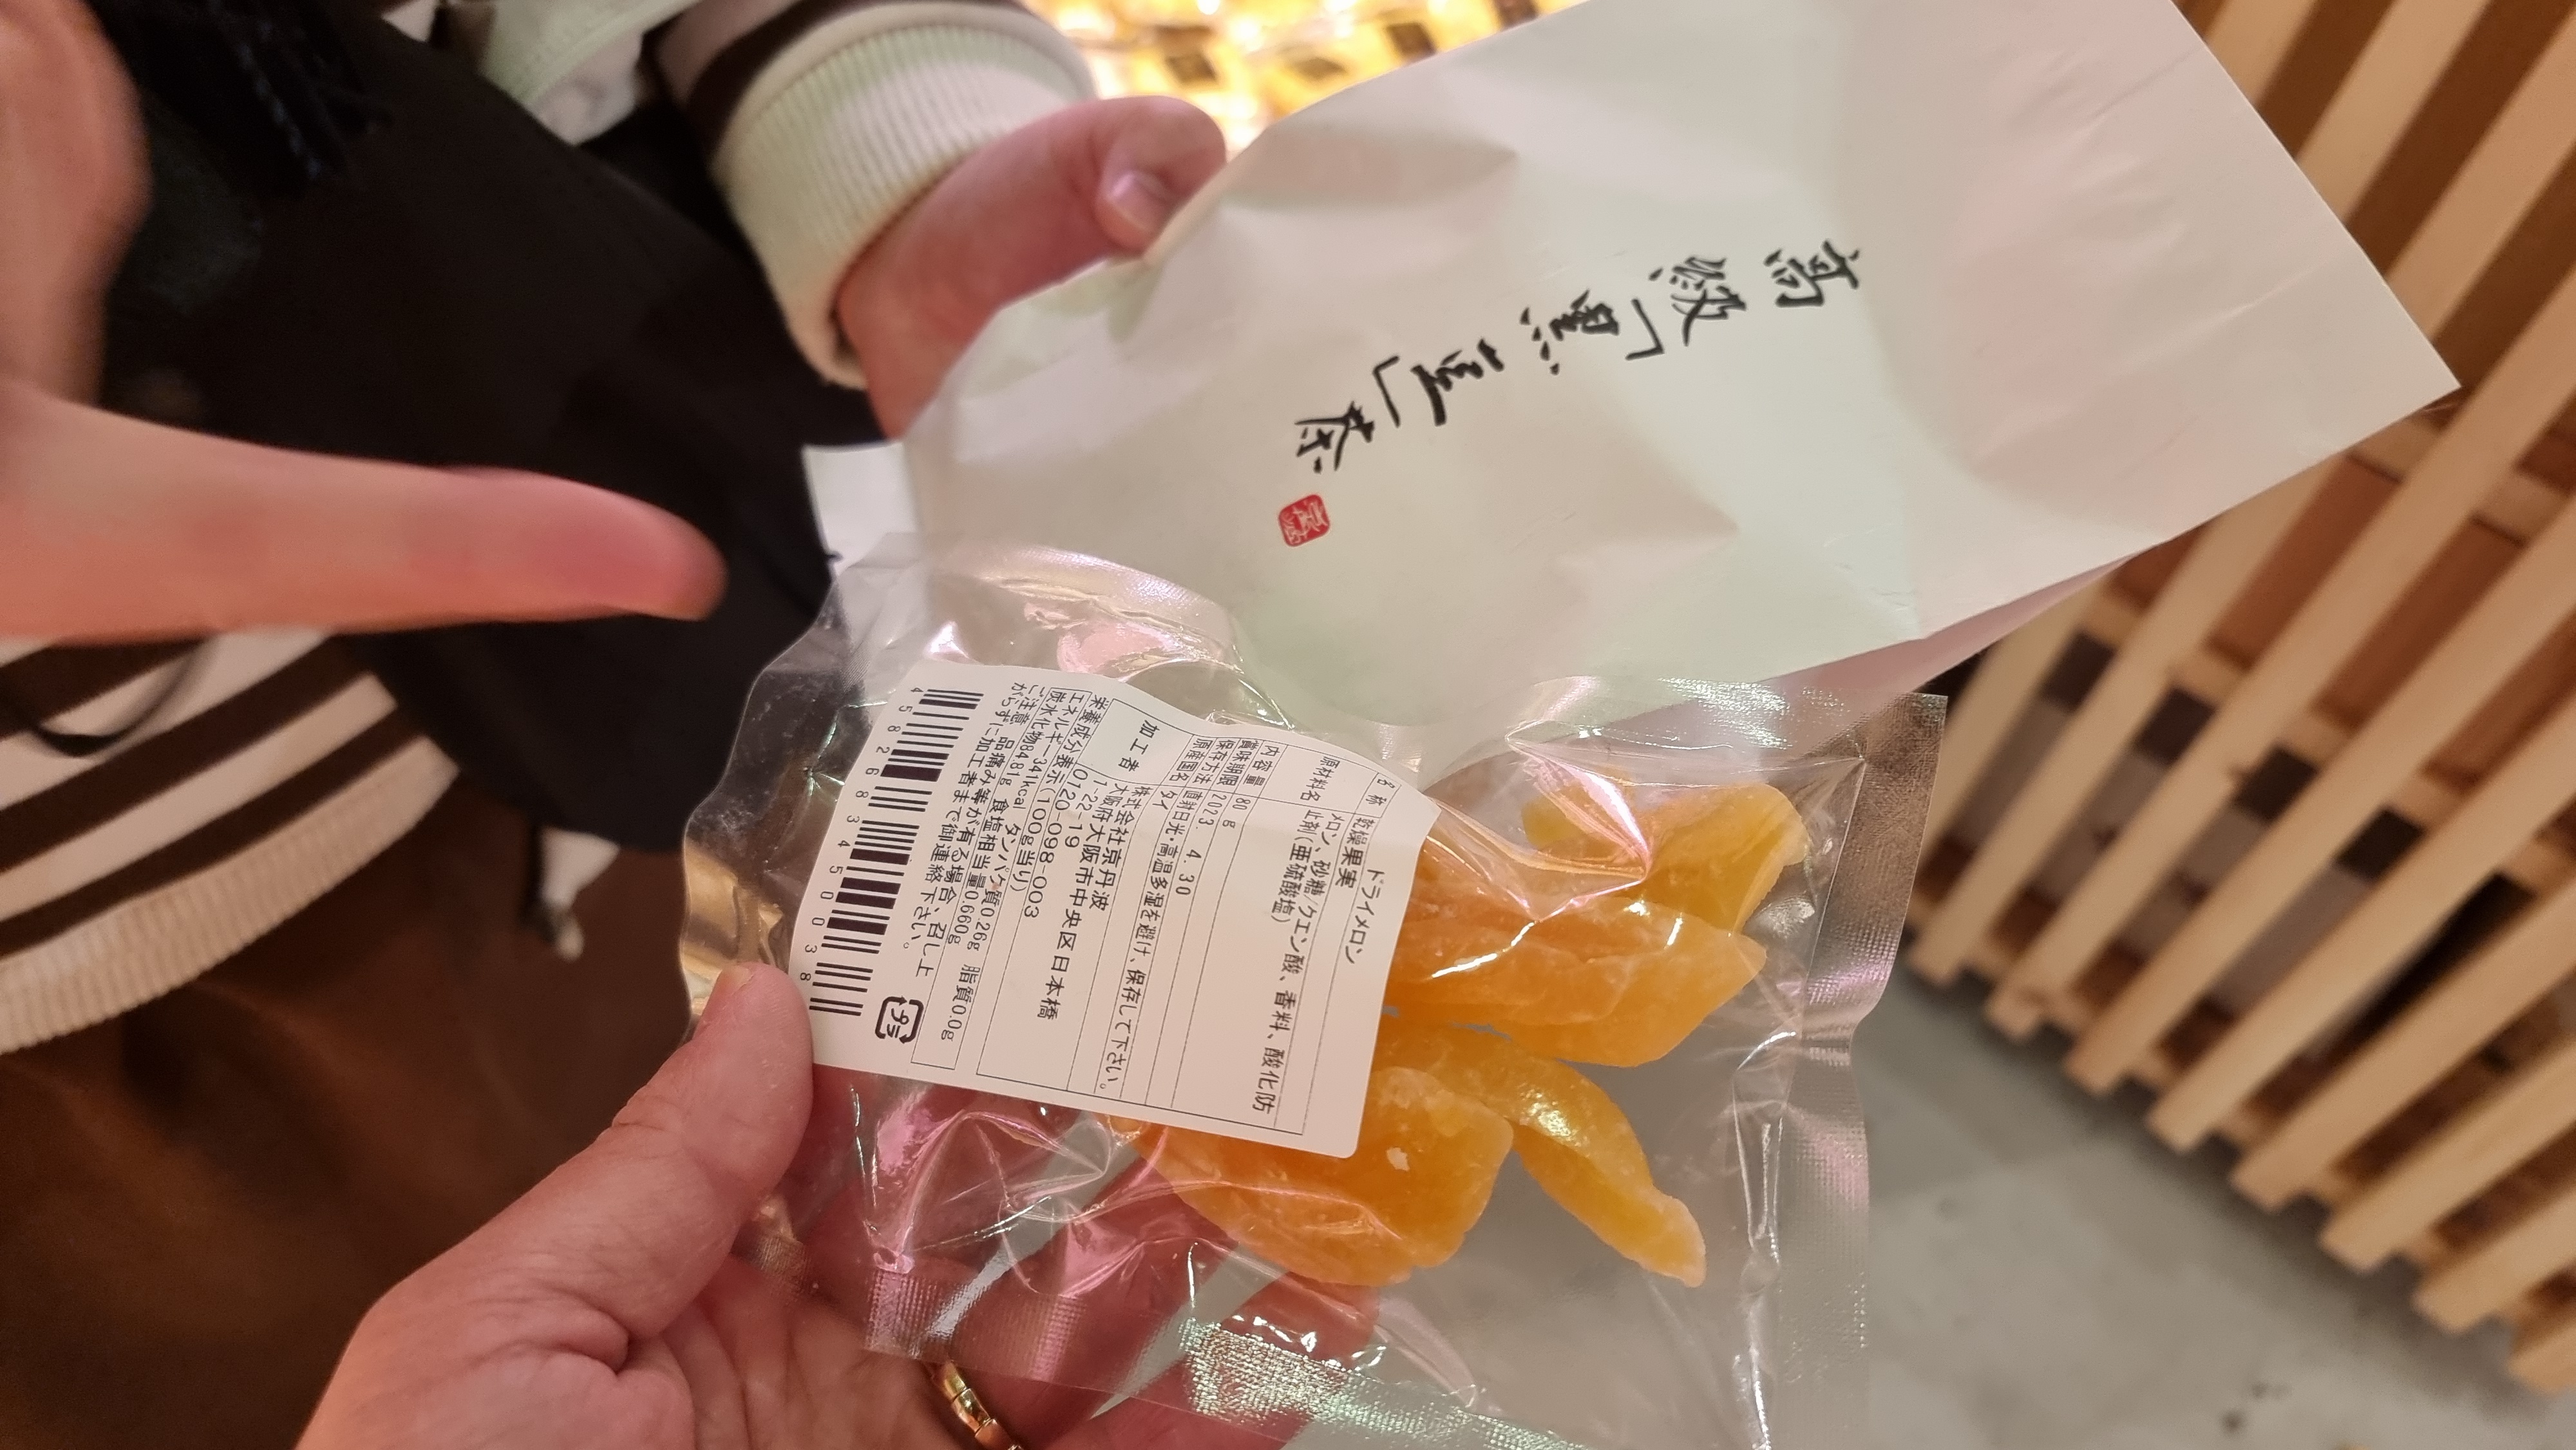 高級「黒豆」茶
名称 ドライメロン
乾燥果実
原材料名 メロン、砂糖/クエン酸、香料、酸化防
止剤(亜硫酸塩)
内容量 80g
賞味期限 2023. 4. 30
保存方法 直射日光・高温多湿を避け、保存して下さい。
原産国名 タイ
加工者 株式会社京丹波
大阪府大阪市中央区日本橋
1-22-19
0120-098-003
栄養成分表示(100g当り)
エネルギー341kcal タンパク質0.26g 脂質0.0g
炭水化物84.81g 食塩相当量0.660g
ご注意 品痛み等が有る場合、召し上
がらずに加工者まで御連絡下さい。
プラ
4582683450038